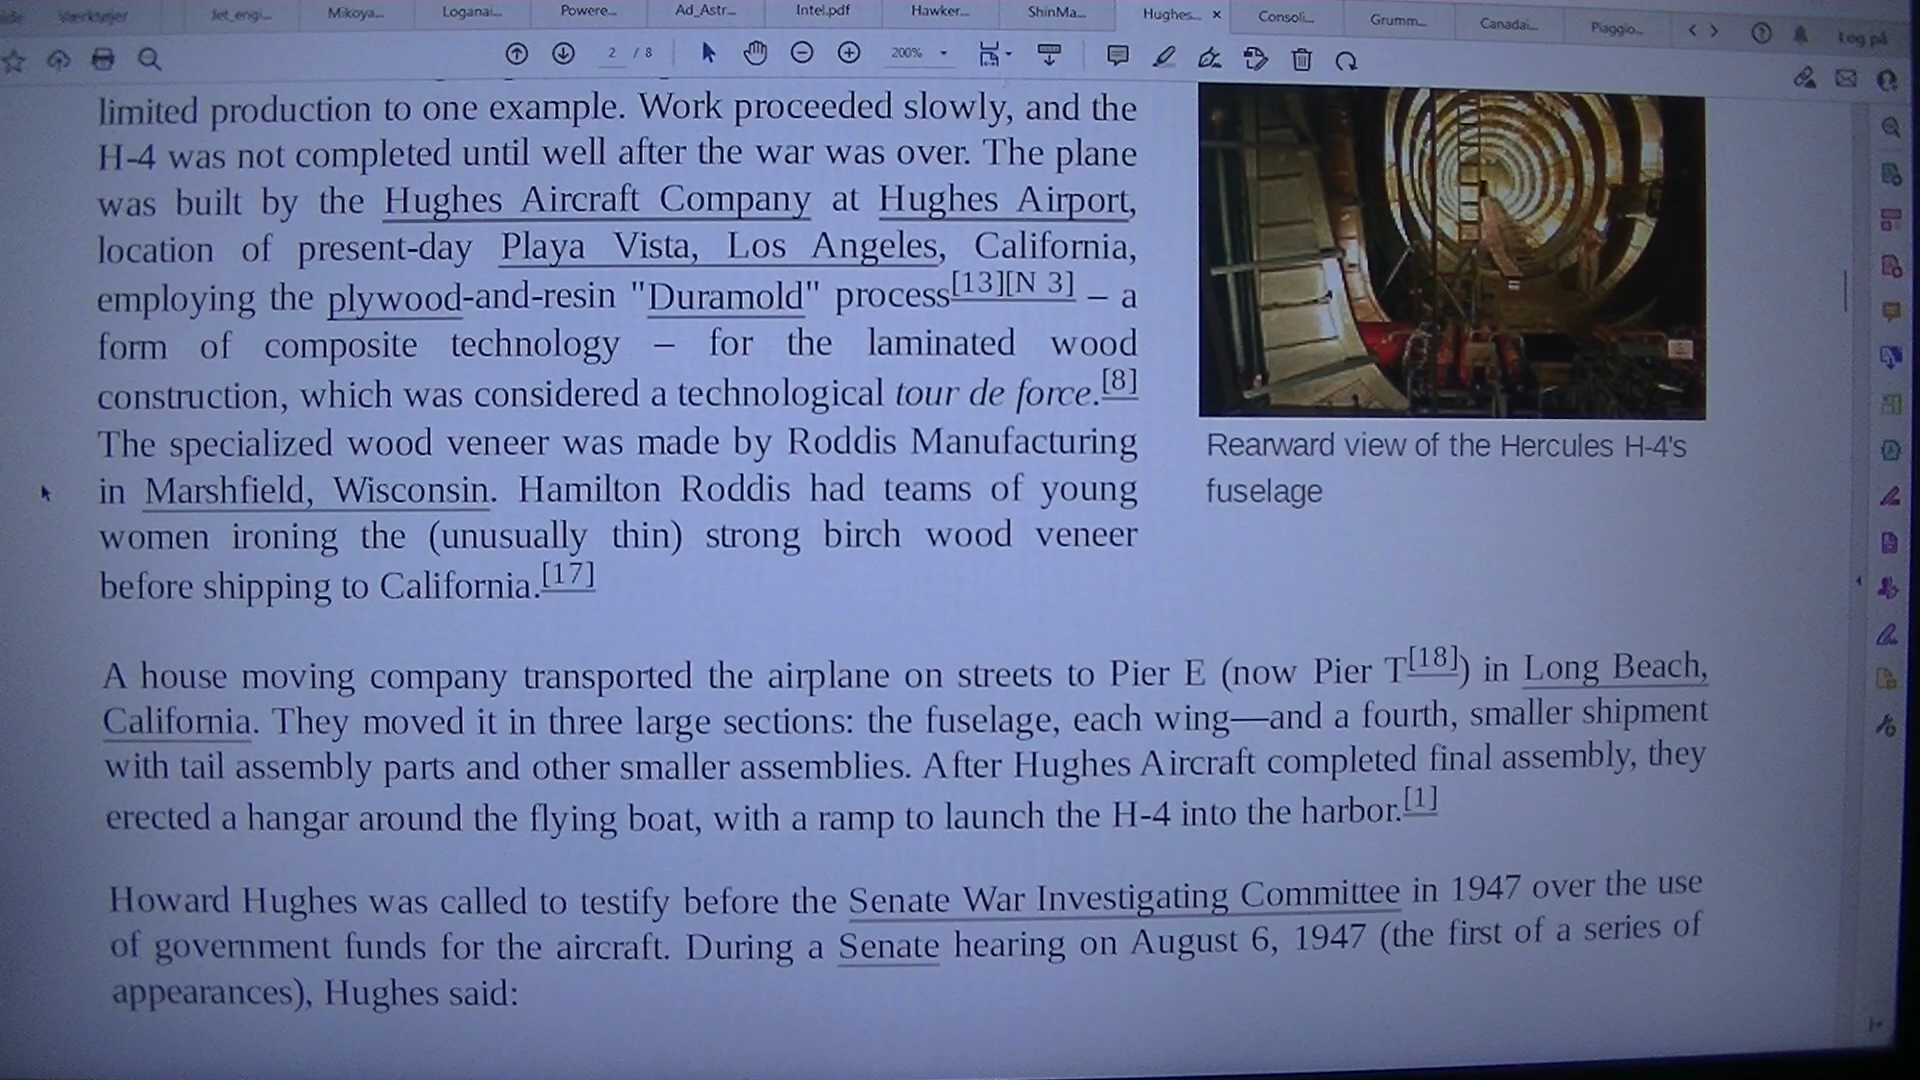 Værktøjer
Jet_engi...
Mikoya...
Loganai...
Powere...
Ad_Astr...
Intel.pdf
Hawker...
ShinMa...
Hughes...
Consoli...
Grumm...
Canadai...
Piaggio...
Log på
2 / 8
200%
limited production to one example. Work proceeded slowly, and the
H-4 was not completed until well after the war was over. The plane
was built by the Hughes Aircraft Company at Hughes Airport,
location of present-day Playa Vista, Los Angeles, California,
employing the plywood-and-resin "Duramold" process[13][N 3] – a
form of composite technology – for the laminated wood
construction, which was considered a technological tour de force.[8]
The specialized wood veneer was made by Roddis Manufacturing
in Marshfield, Wisconsin. Hamilton Roddis had teams of young
women ironing the (unusually thin) strong birch wood veneer
before shipping to California.[17]
Rearward view of the Hercules H-4's
fuselage
A house moving company transported the airplane on streets to Pier E (now Pier T[18]) in Long Beach,
California. They moved it in three large sections: the fuselage, each wing—and a fourth, smaller shipment
with tail assembly parts and other smaller assemblies. After Hughes Aircraft completed final assembly, they
erected a hangar around the flying boat, with a ramp to launch the H-4 into the harbor.[1]
Howard Hughes was called to testify before the Senate War Investigating Committee in 1947 over the use
of government funds for the aircraft. During a Senate hearing on August 6, 1947 (the first of a series of
appearances), Hughes said: